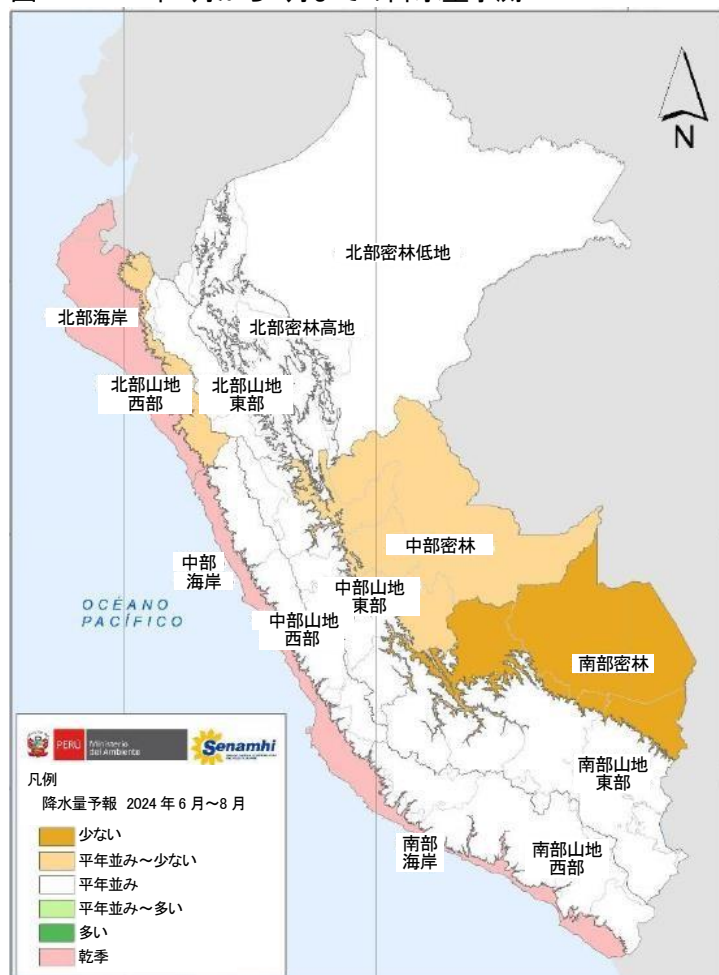 N
北部密林低地
北部海岸
北部密林高地
北部山地
西部
北部山地
東部
中部密林
中部
海岸
中部山地
東部
中部山地
西部
OCÉANO
PACÍFICO
南部密林
南部山地
東部
南部
海岸
南部山地
西部
PERÚ
Ministerio
del Ambiente
Senamhi
凡例
降水量予報 2024 年 6 月~8 月
少ない
平年並み~少ない
平年並み
平年並み~多い
多い
乾季